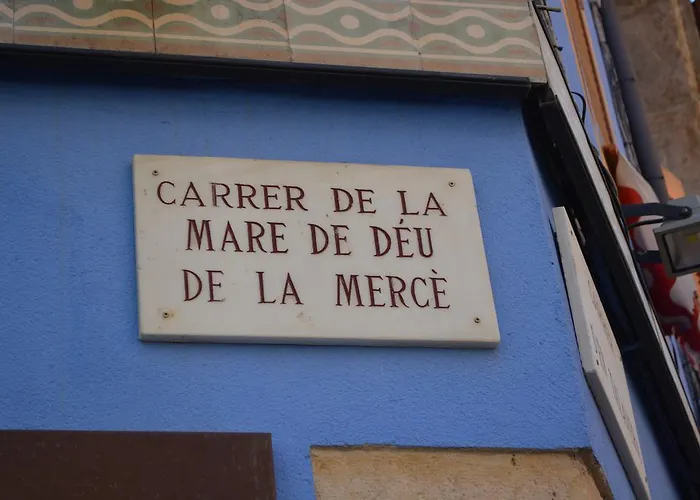 CARRER DE LA
MARE DE DÉU
DE LA MERCÈ